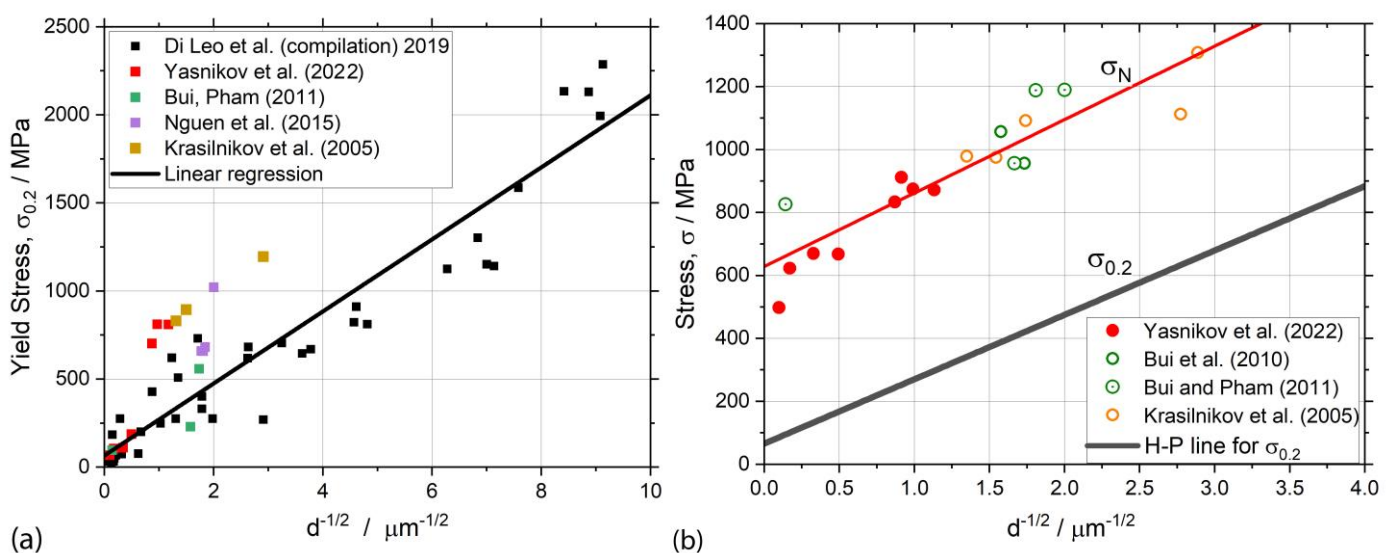 2500
2000
1500
1000
500
0
Yield Stress, σ0.2 / MPa
Di Leo et al. (compilation) 2019
Yasnikov et al. (2022)
Bui, Pham (2011)
Nguen et al. (2015)
Krasilnikov et al. (2005)
Linear regression
0 2 4 6 8 10
d-1/2 / μm-1/2
(a)
1400
1200
1000
800
600
400
200
0
Stress, σ / MPa
σN
σ0.2
Yasnikov et al. (2022)
Bui et al. (2010)
Bui and Pham (2011)
Krasilnikov et al. (2005)
H-P line for σ0.2
0.0 0.5 1.0 1.5 2.0 2.5 3.0 3.5 4.0
d-1/2 / μm-1/2
(b)